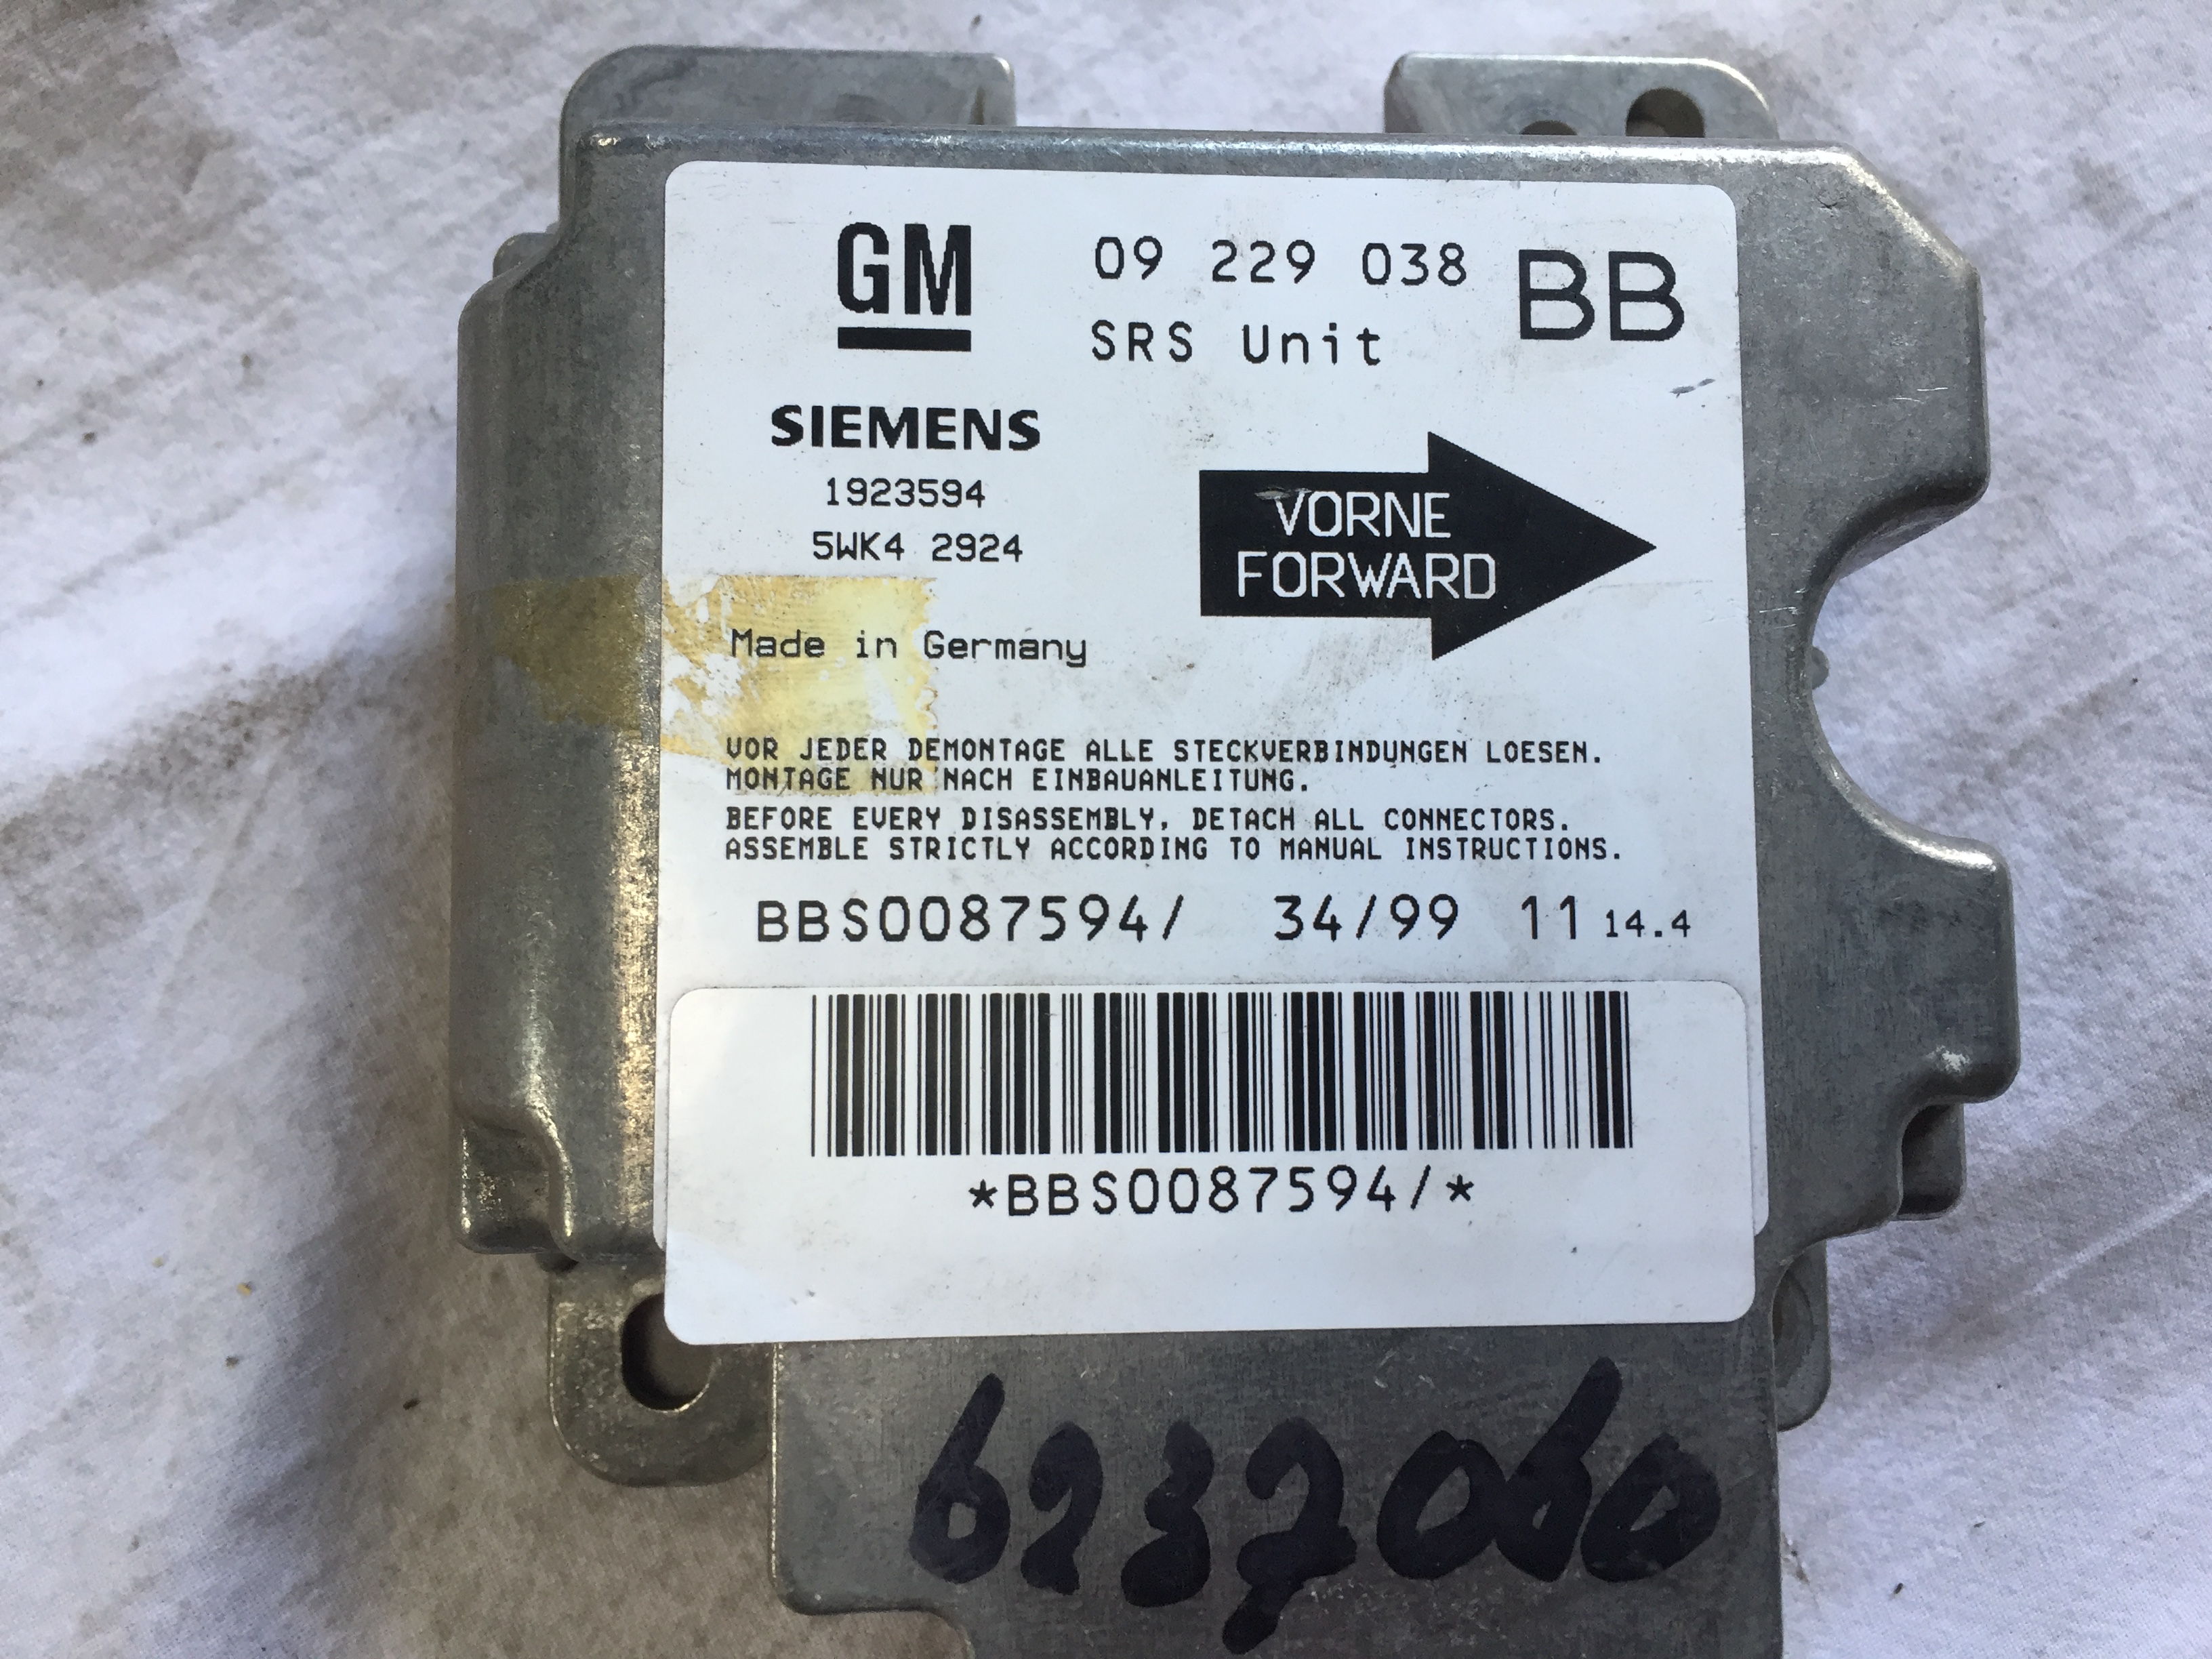 GM 09 229 038 BB
SRS Unit
SIEMENS
1923594
5WK4 2924
VORNE
FORWARD
Made in Germany
VOR JEDER DEMONTAGE ALLE STECKVERBINDUNGEN LOESEN.
MONTAGE NUR NACH EINBAUANLEITUNG.
BEFORE EVERY DISASSEMBLY, DETACH ALL CONNECTORS.
ASSEMBLE STRICTLY ACCORDING TO MANUAL INSTRUCTIONS.
BBS0087594/ 34/99 11 14.4
*BBS0087594/*
6237060